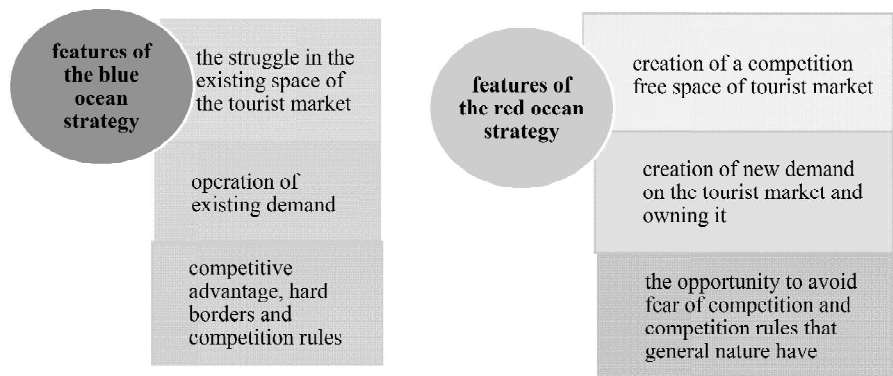 features of
the blue
ocean
strategy
the struggle in the
existing space of
the tourist market
operation of
existing demand
competitive
advantage, hard
borders and
competition rules
features of
the red ocean
strategy
creation of a competition
free space of tourist market
creation of new demand
on the tourist market and
owning it
the opportunity to avoid
fear of competition and
competition rules that
general nature have